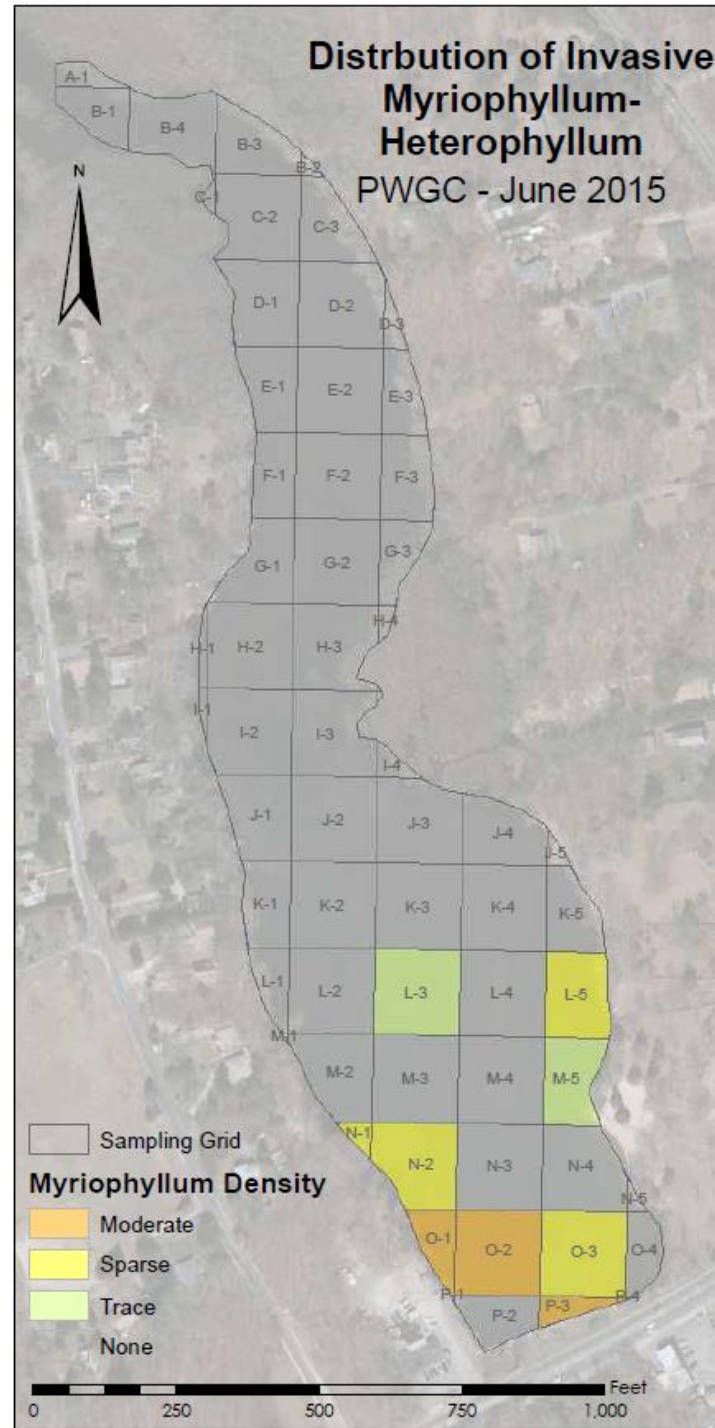 Distrbution of Invasive
Myriophyllum-
Heterophyllum
PWGC - June 2015
N
A-1
B-1
B-4
B-3
B-2
C-1
C-2
C-3
D-1
D-2
D-3
E-1
E-2
E-3
F-1
F-2
F-3
G-1
G-2
G-3
H-1
H-2
H-3
H-4
I-1
I-2
I-3
I-4
J-1
J-2
J-3
J-4
J-5
K-1
K-2
K-3
K-4
K-5
L-1
L-2
L-3
L-4
L-5
M-1
M-2
M-3
M-4
M-5
N-1
N-2
N-3
N-4
N-5
O-1
O-2
O-3
O-4
P-1
P-2
P-3
P-4
Sampling Grid
Myriophyllum Density
Moderate
Sparse
Trace
None
Feet
0 250 500 750 1,000